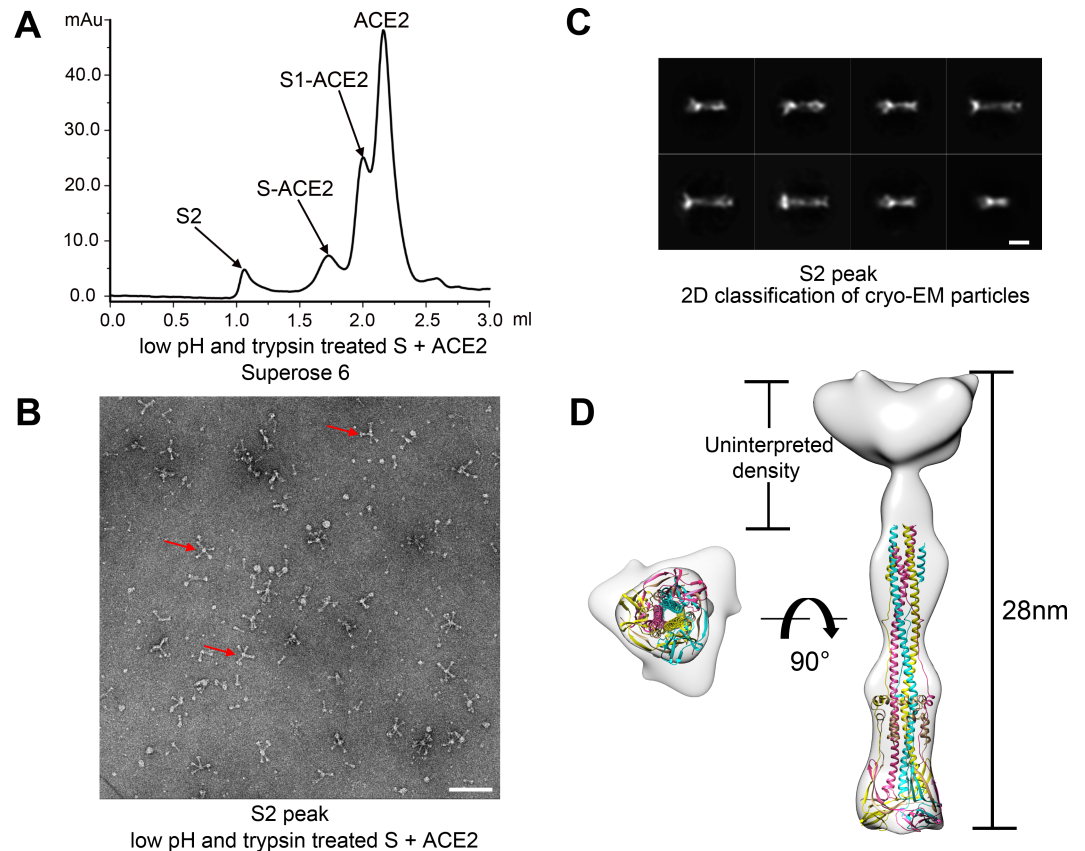 A
mAu
40.0
30.0
20.0
10.0
0.0
ACE2
S1-ACE2
S-ACE2
S2
0.0 0.5 1.0 1.5 2.0 2.5 3.0 ml
low pH and trypsin treated S + ACE2
Superose 6
B
S2 peak
low pH and trypsin treated S + ACE2
C
S2 peak
2D classification of cryo-EM particles
D
Uninterpreted
density
90°
28nm